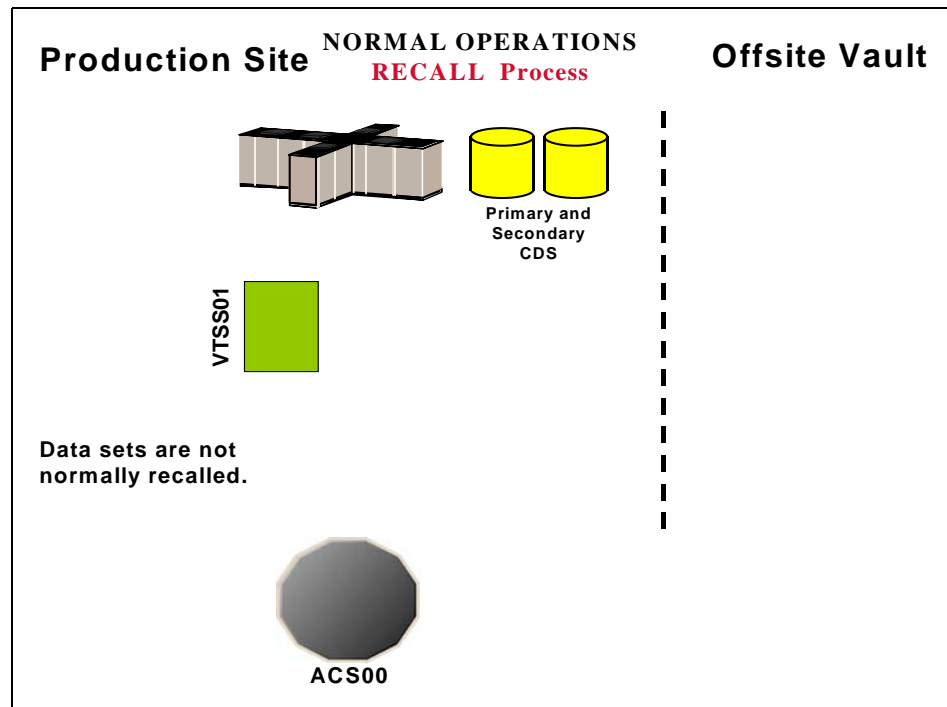 Production Site
NORMAL OPERATIONS
RECALL Process
Offsite Vault
Primary and
Secondary
CDS
VTSS01
Data sets are not
normally recalled.
ACS00